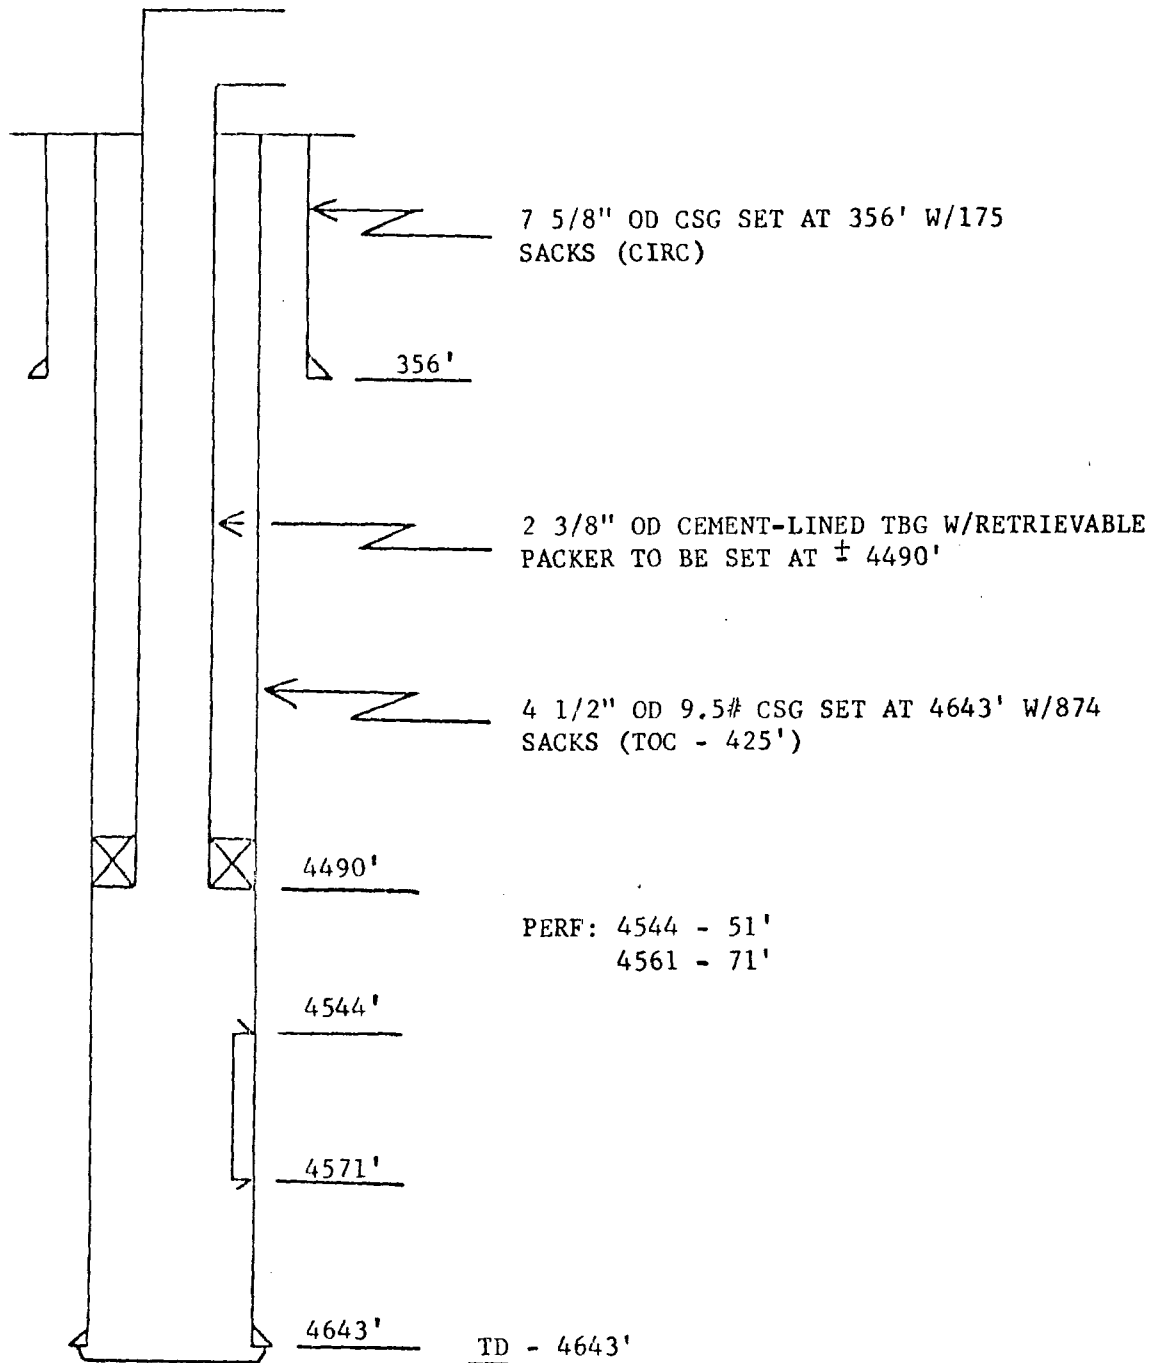 7 5/8" OD CSG SET AT 356' W/175
SACKS (CIRC)
356'
2 3/8" OD CEMENT-LINED TBG W/RETRIEVABLE
PACKER TO BE SET AT ± 4490'
4 1/2" OD 9.5# CSG SET AT 4643' W/874
SACKS (TOC - 425')
4490'
PERF: 4544 - 51'
4561 - 71'
4544'
4571'
4643'
TD - 4643'